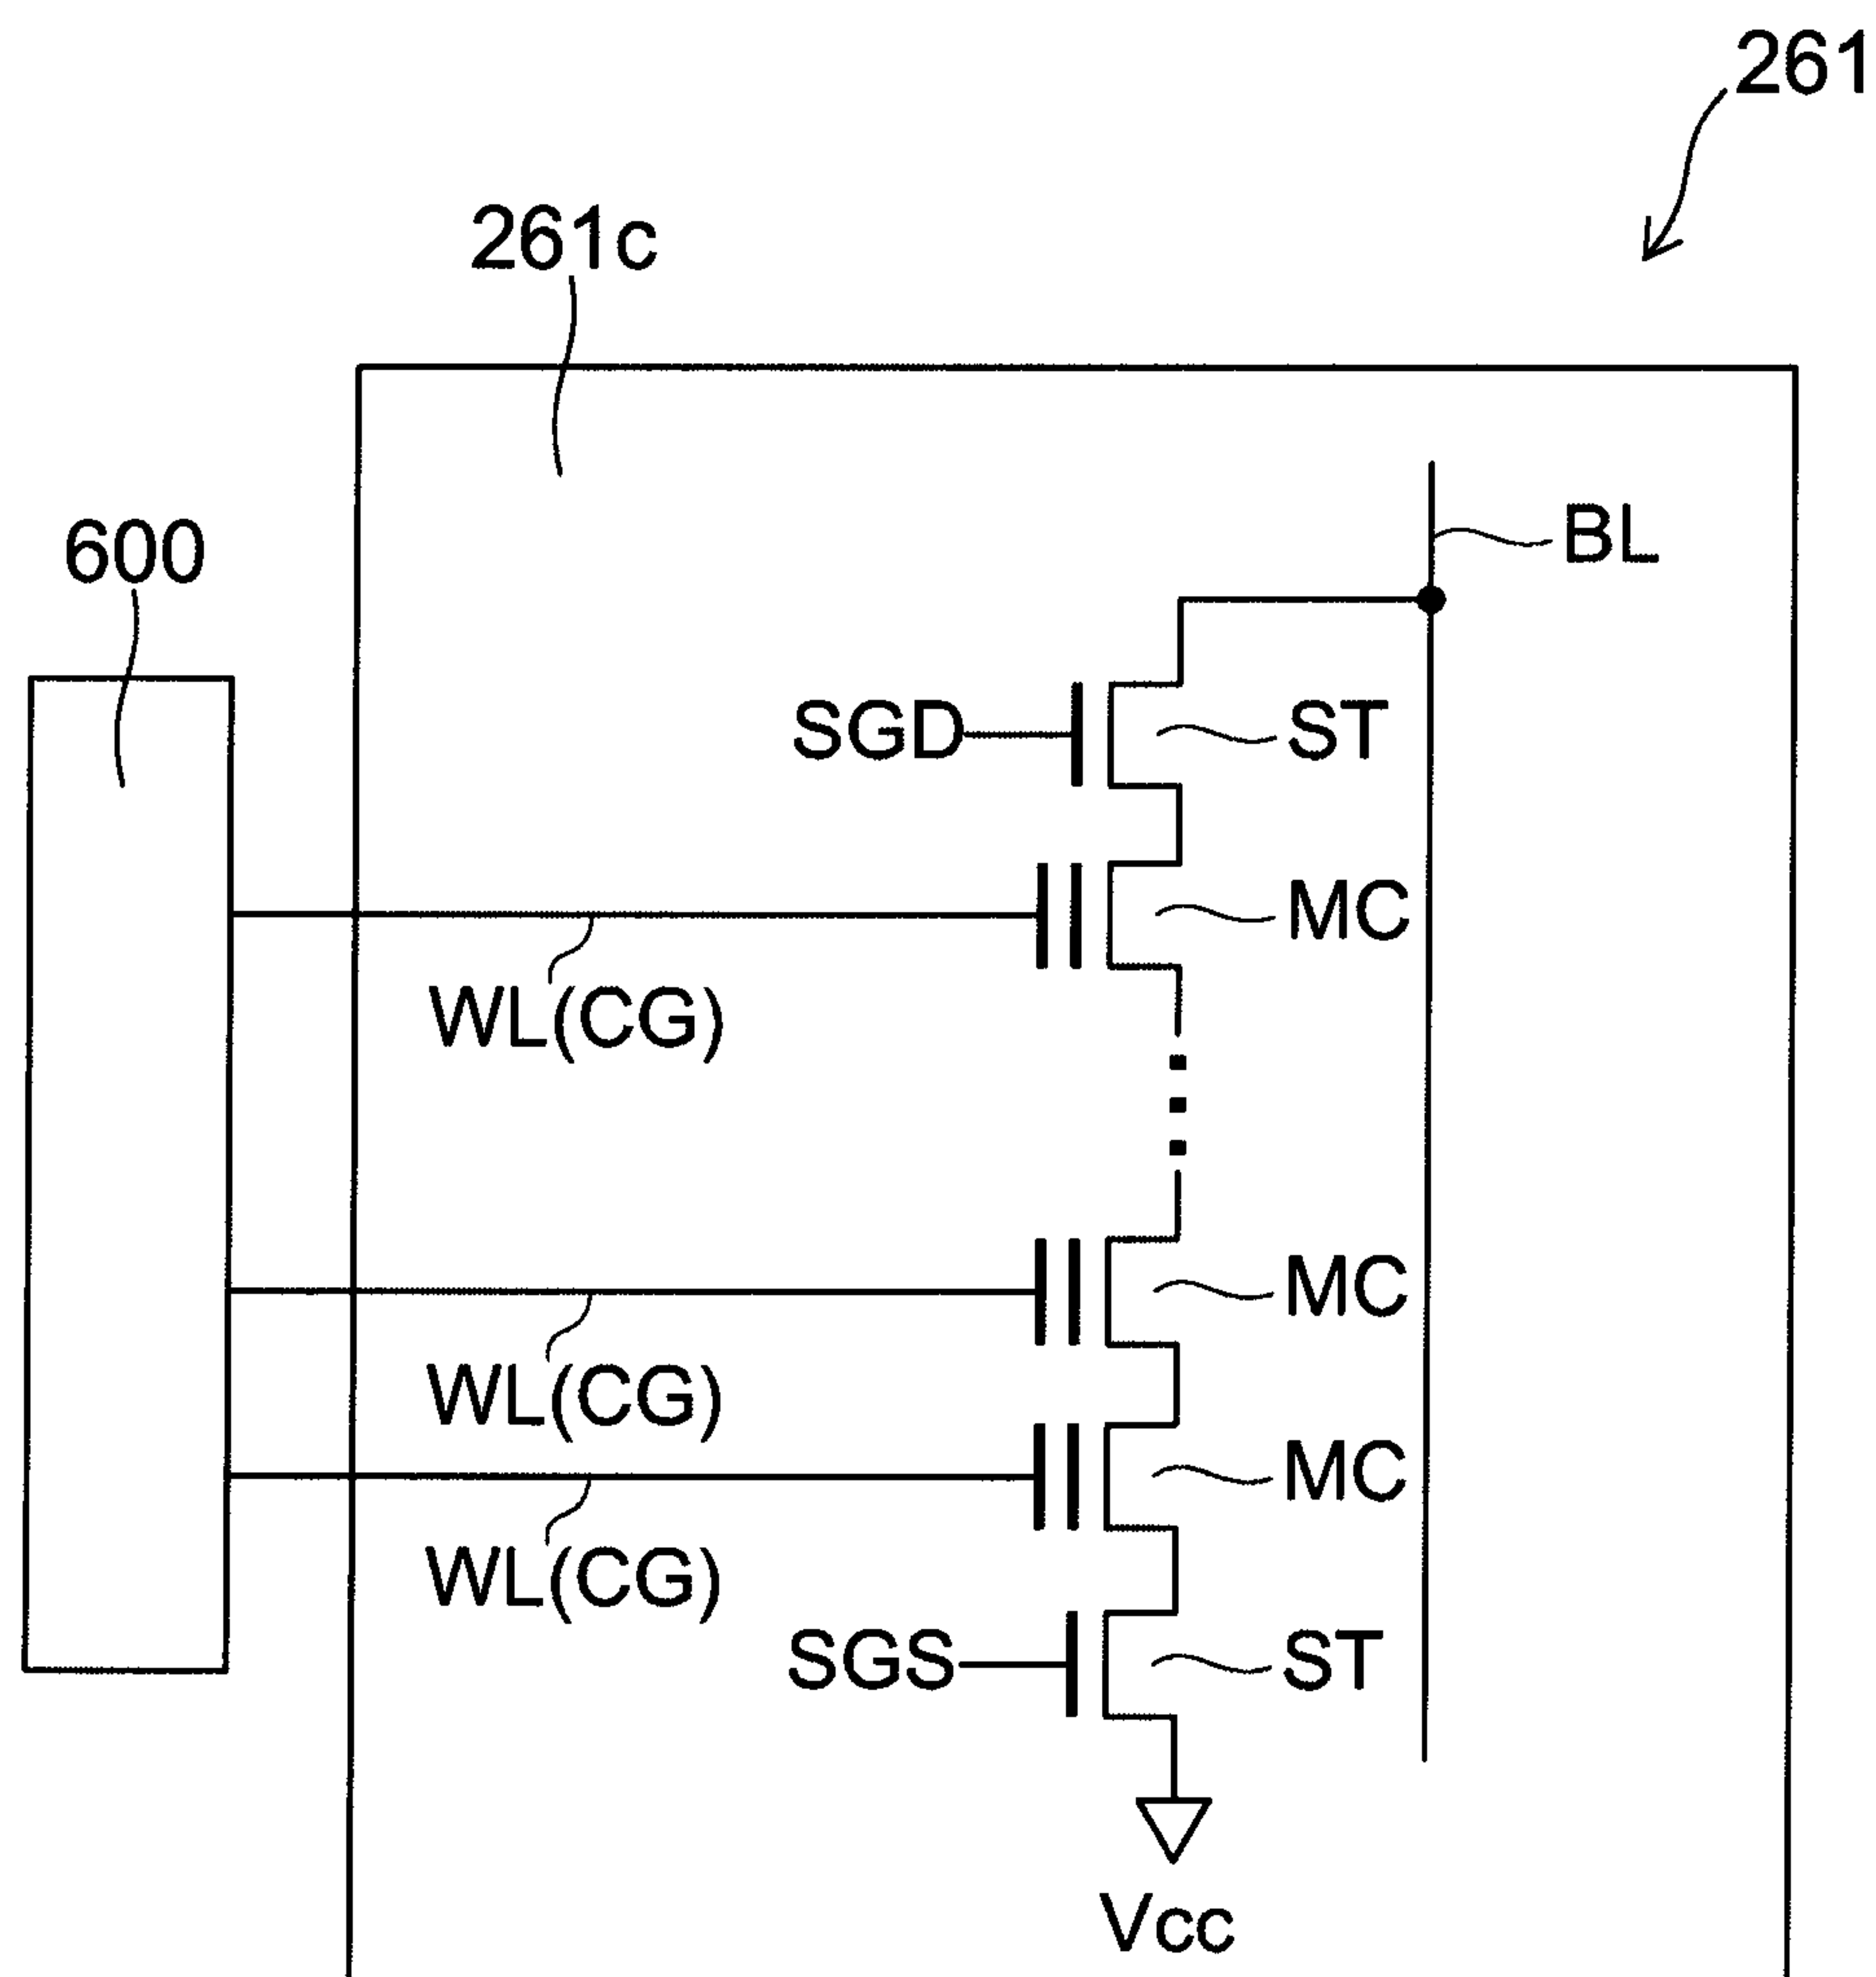 261
261c
600
BL
SGD
ST
MC
WL(CG)
MC
WL(CG)
MC
WL(CG)
SGS
ST
Vcc